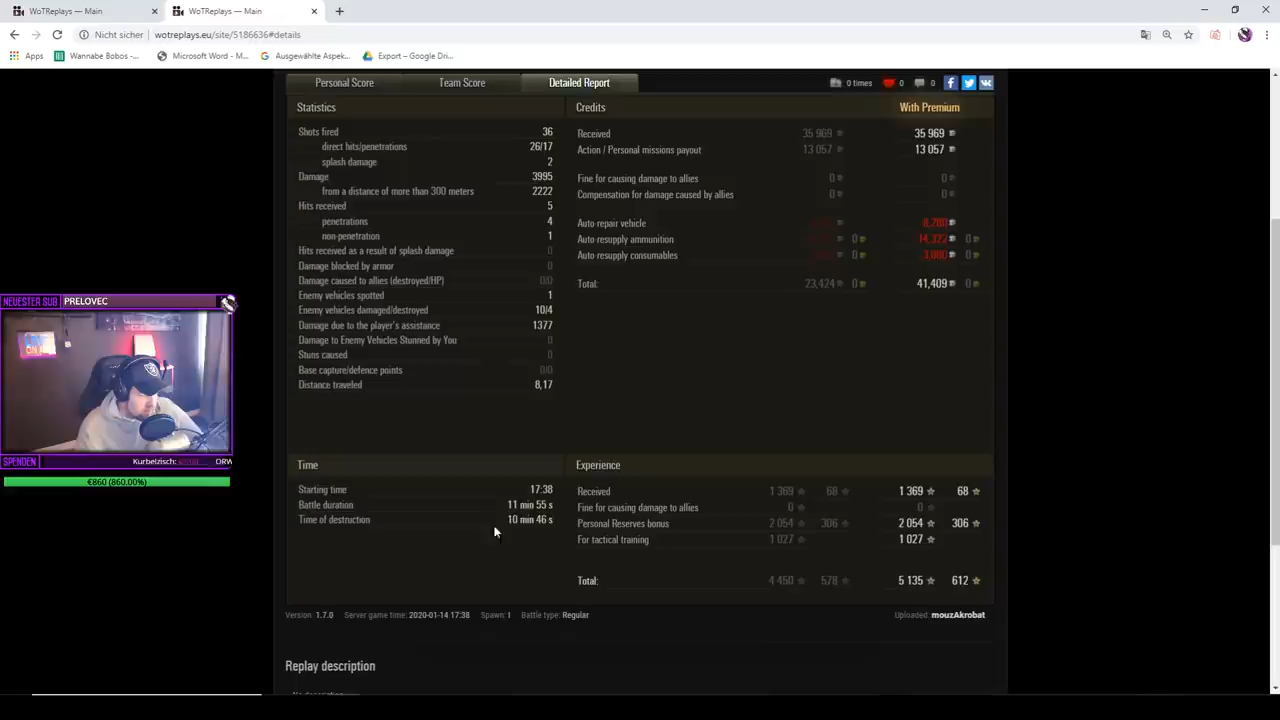 WoTReplays — Main
WoTReplays — Main
Nicht sicher | wotreplays.eu/site/5186636#details
Apps Wannabe Bobos -... Microsoft Word - M... Ausgewählte Aspek... Export – Google Dri...
Personal Score Team Score Detailed Report 0 times 0 0
Statistics Credits With Premium
Shots fired 36
direct hits/penetrations 26/17
splash damage 2
Damage 3995
from a distance of more than 300 meters 2222
Hits received 5
penetrations 4
non-penetration 1
Hits received as a result of splash damage 0
Damage blocked by armor 0
Damage caused to allies (destroyed/HP) 0/0
Enemy vehicles spotted 1
Enemy vehicles damaged/destroyed 10/4
Damage due to the player's assistance 1377
Damage to Enemy Vehicles Stunned by You 0
Stuns caused 0
Base capture/defence points 0/0
Distance traveled 8,17
Received 35 969 35 969
Action / Personal missions payout 13 057 13 057
Fine for causing damage to allies 0 0
Compensation for damage caused by allies 0 0
Auto repair vehicle
Auto resupply ammunition 0 14,322 0
Auto resupply consumables 0 0
Total: 23,424 0 41,409 0
NEUESTER SUB PRELOVEC
SPENDEN Kurbelzisch: ORW
€860 (860.00%)
Time
Starting time 17:38
Battle duration 11 min 55 s
Time of destruction 10 min 46 s
Experience
Received 1 369 68 1 369 68
Fine for causing damage to allies 0 0
Personal Reserves bonus 2 054 306 2 054 306
For tactical training 1 027 1 027
Total: 4 450 578 5 135 612
Version: 1.7.0 Server game time: 2020-01-14 17:38 Spawn: I Battle type: Regular Uploaded: mouzAkrobat
Replay description